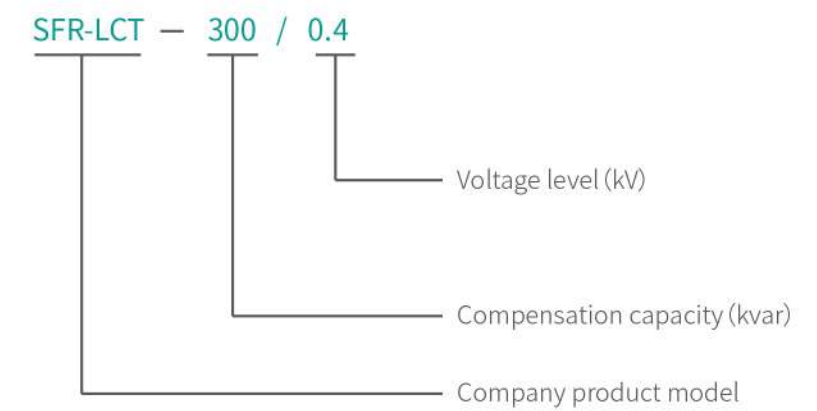 SFR-LCT — 300 / 0.4
Voltage level (kV)
Compensation capacity (kvar)
Company product model